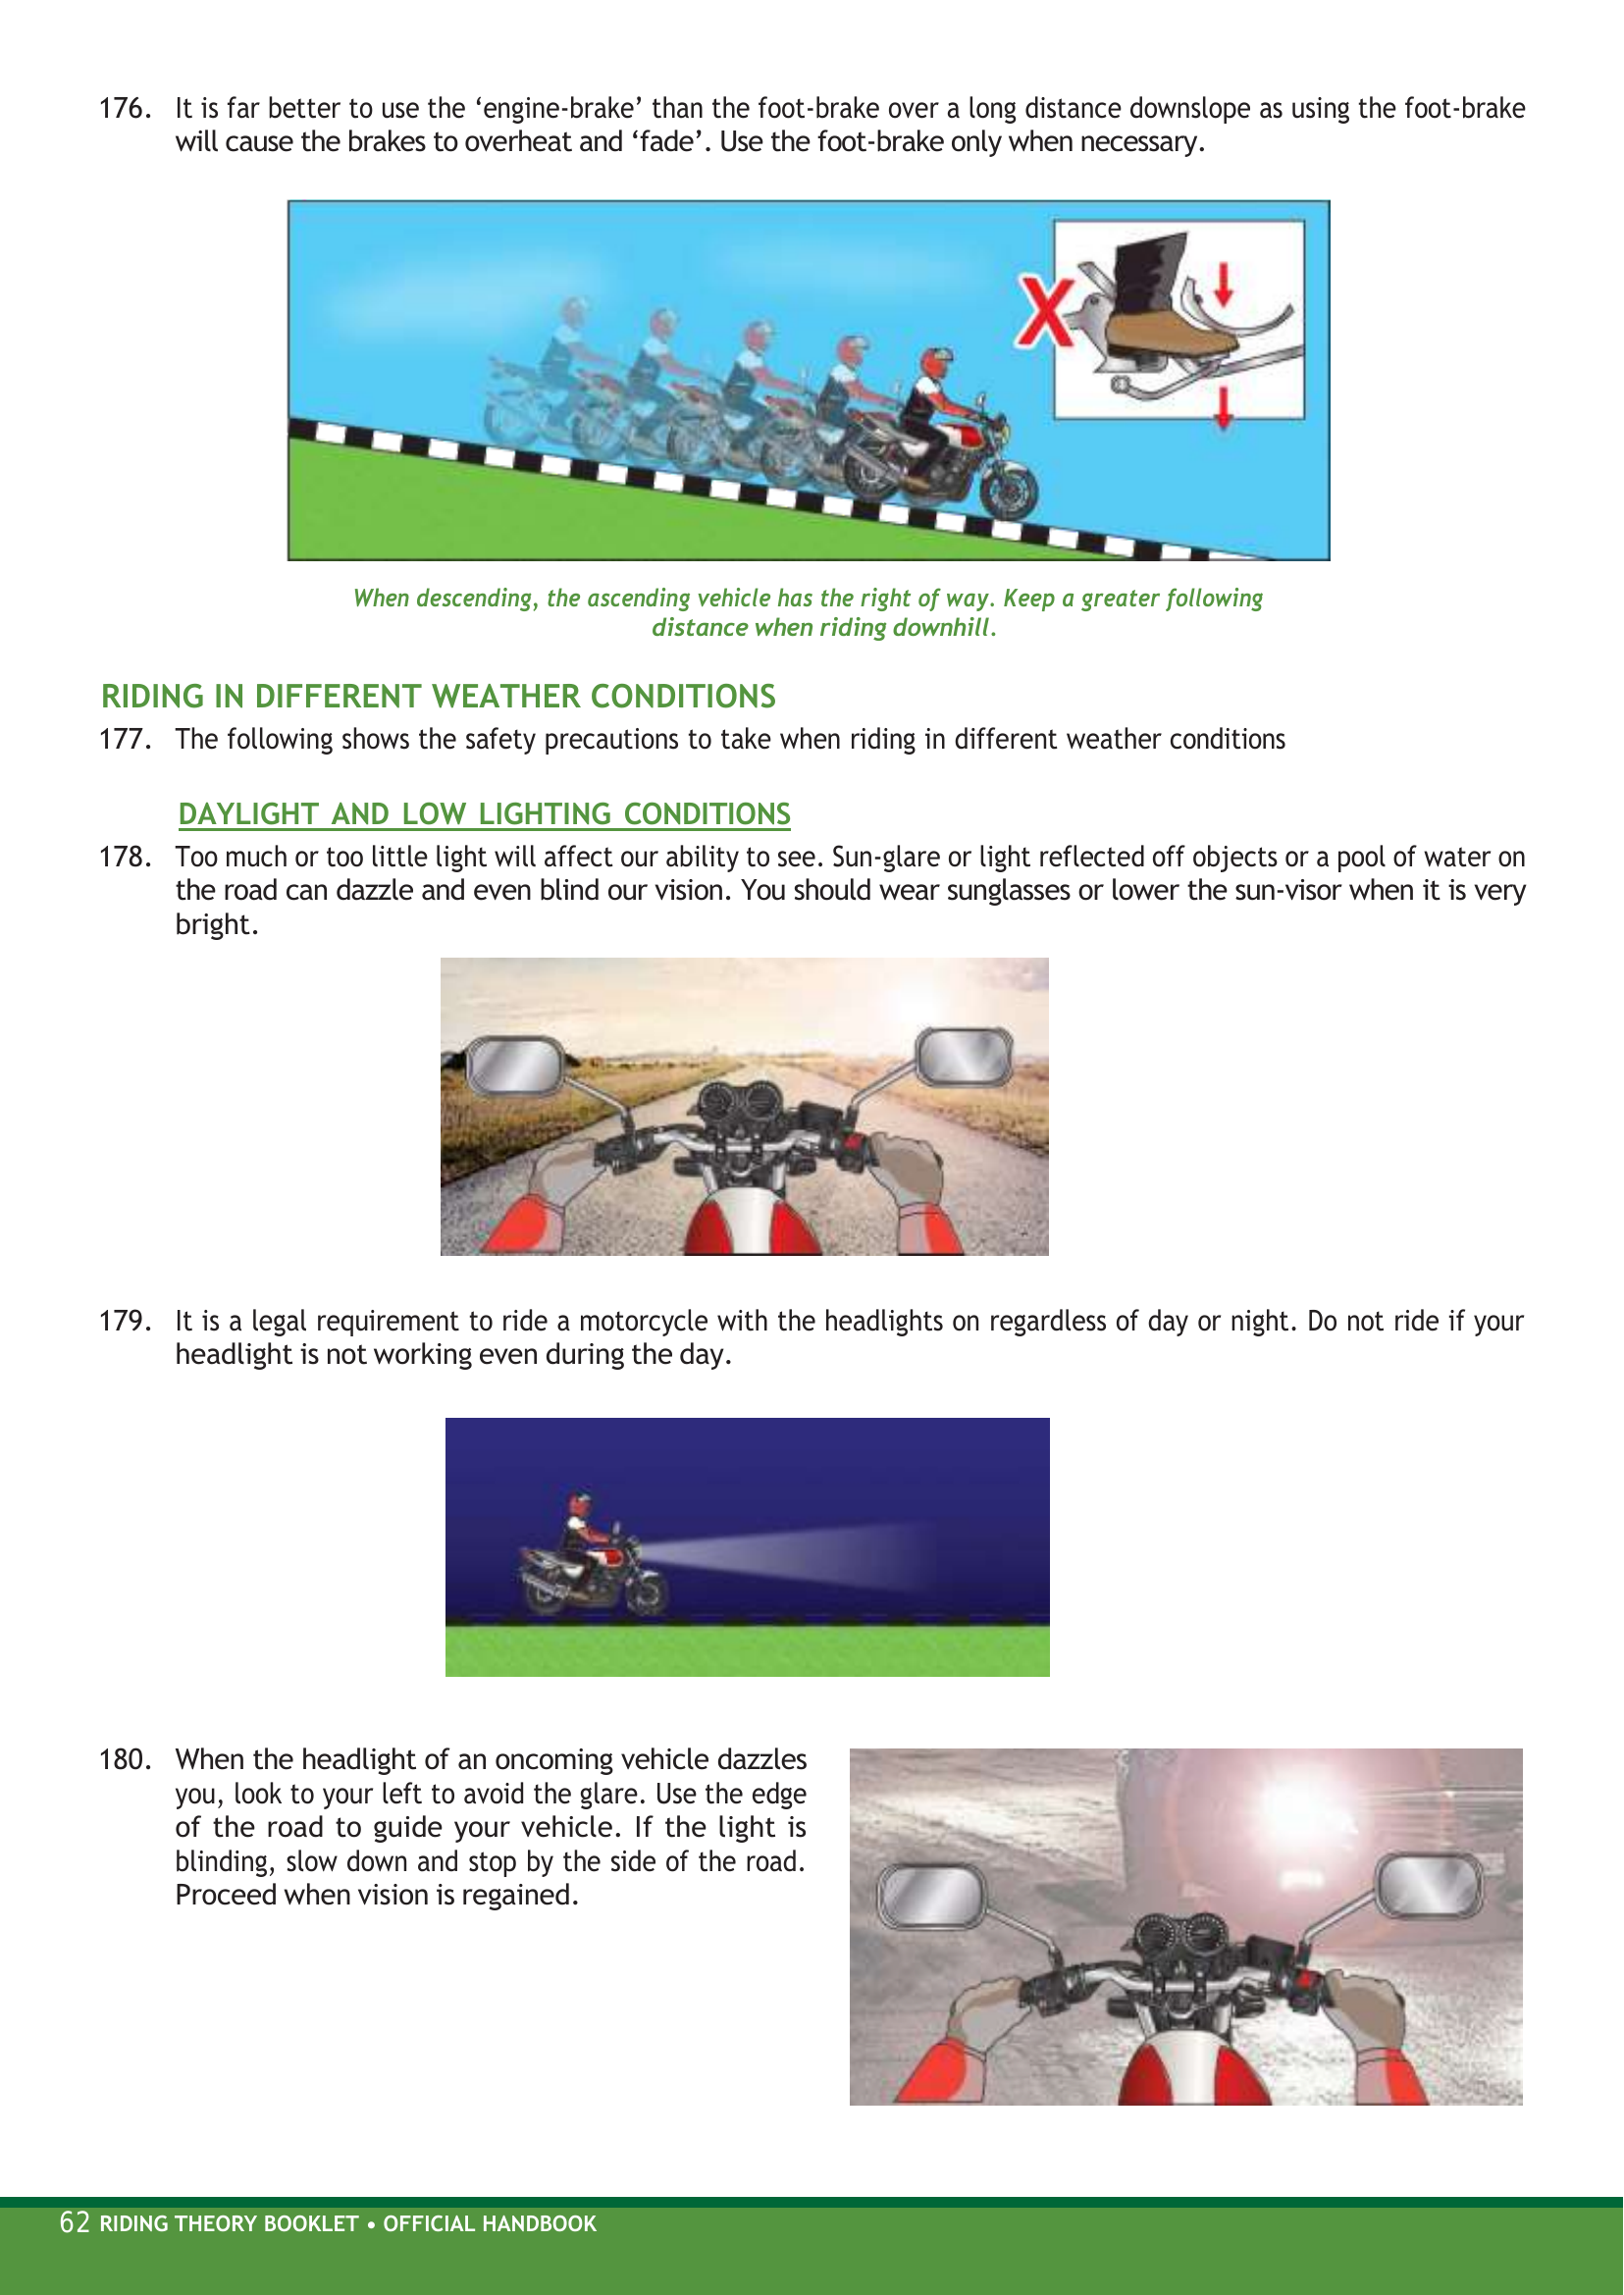 176. It is far better to use the ‘engine-brake’ than the foot-brake over a long distance downslope as using the foot-brake
will cause the brakes to overheat and ‘fade’. Use the foot-brake only when necessary.
X
When descending, the ascending vehicle has the right of way. Keep a greater following
distance when riding downhill.
RIDING IN DIFFERENT WEATHER CONDITIONS
177. The following shows the safety precautions to take when riding in different weather conditions
DAYLIGHT AND LOW LIGHTING CONDITIONS
178. Too much or too little light will affect our ability to see. Sun-glare or light reflected off objects or a pool of water on
the road can dazzle and even blind our vision. You should wear sunglasses or lower the sun-visor when it is very
bright.
179. It is a legal requirement to ride a motorcycle with the headlights on regardless of day or night. Do not ride if your
headlight is not working even during the day.
180. When the headlight of an oncoming vehicle dazzles
you, look to your left to avoid the glare. Use the edge
of the road to guide your vehicle. If the light is
blinding, slow down and stop by the side of the road.
Proceed when vision is regained.
62 RIDING THEORY BOOKLET • OFFICIAL HANDBOOK